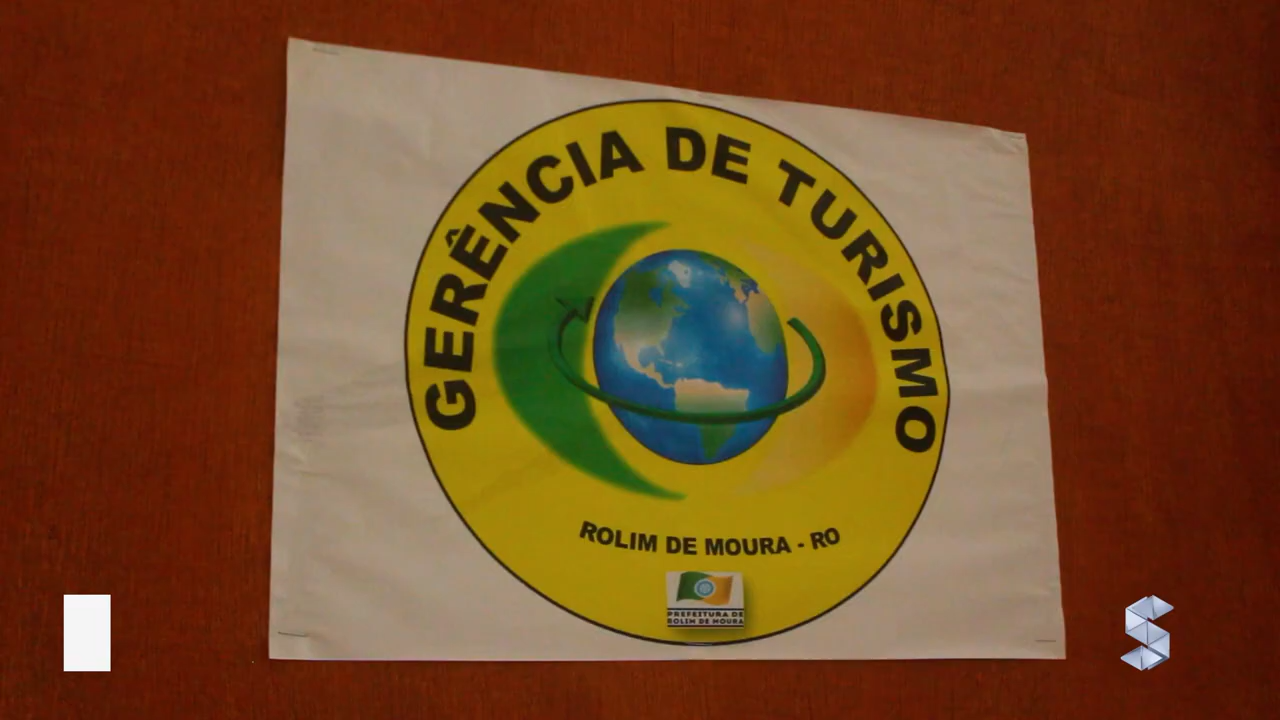 GERÊNCIA DE TURISMO
ROLIM DE MOURA - RO
PREFEITURA DE
ROLIM DE MOURA